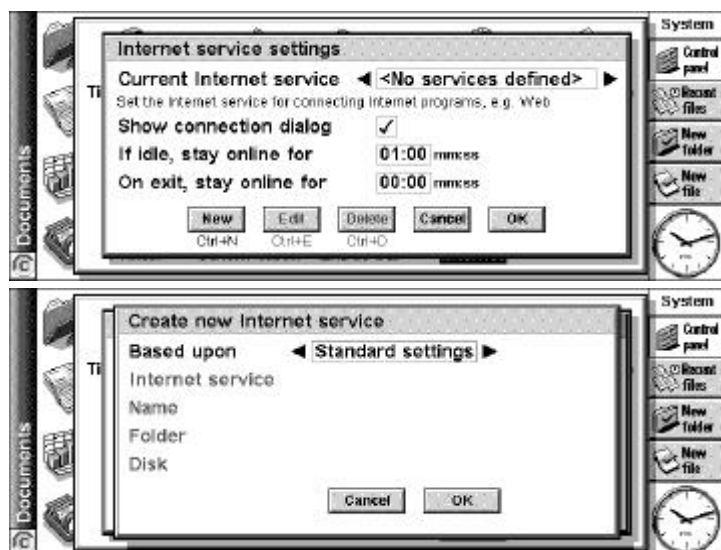 System
Internet service settings
Control panel
Current Internet service <No services defined>
Ti
Set the Internet service for connecting Internet programs, e.g. Web
Recent files
Show connection dialog
If idle, stay online for 01:00 mm:ss
New folder
On exit, stay online for 00:00 mm:ss
New file
New Edit Delete Cancel OK
Ctrl+N Ctrl+E Ctrl+D
Documents
System
Create new Internet service
Control panel
Based upon Standard settings
Ti
Internet service
Recent files
Name
New folder
Folder
Disk
New file
Cancel OK
Documents